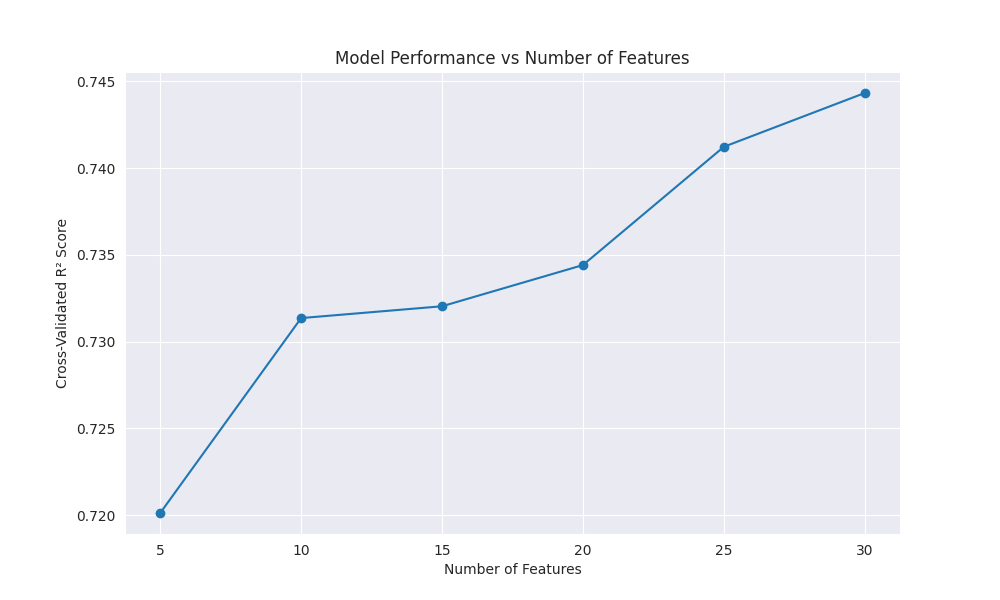 Model Performance vs Number of Features
Cross-Validated R² Score
0.745
0.740
0.735
0.730
0.725
0.720
5 10 15 20 25 30
Number of Features